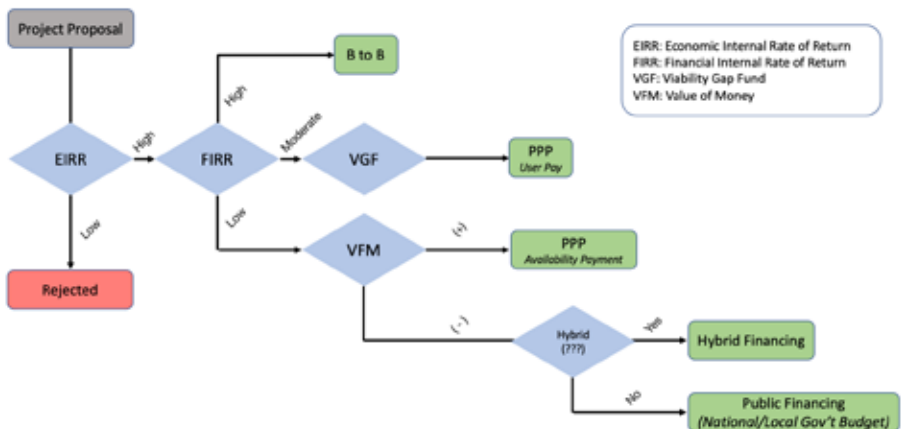 Project Proposal
B to B
EIRR: Economic Internal Rate of Return
FIRR: Financial Internal Rate of Return
VGF: Viability Gap Fund
VFM: Value of Money
High
EIRR
High
FIRR
Moderate
VGF
PPP
User Pay
Low
Low
VFM
(+)
PPP
Availability Payment
Rejected
(-)
Hybrid
(???)
Yes
Hybrid Financing
No
Public Financing
(National/Local Gov't Budget)